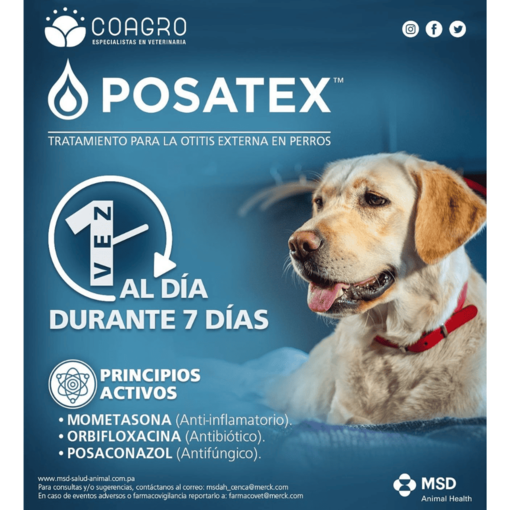 COAGRO
ESPECIALISTAS EN VETERINARIA
POSATEX™
TRATAMIENTO PARA LA OTITIS EXTERNA EN PERROS
1 VEZ
AL DÍA
DURANTE 7 DÍAS
PRINCIPIOS
ACTIVOS
• MOMETASONA (Anti-inflamatorio).
• ORBIFLOXACINA (Antibiótico).
• POSACONAZOL (Antifúngico).
www.msd-salud-animal.com.pa
Para consultas y/o sugerencias, contáctanos al correo: msdah_cenca@merck.com
En caso de eventos adversos o farmacovigilancia reportarlo a: farmacovet@merck.com
MSD
Animal Health